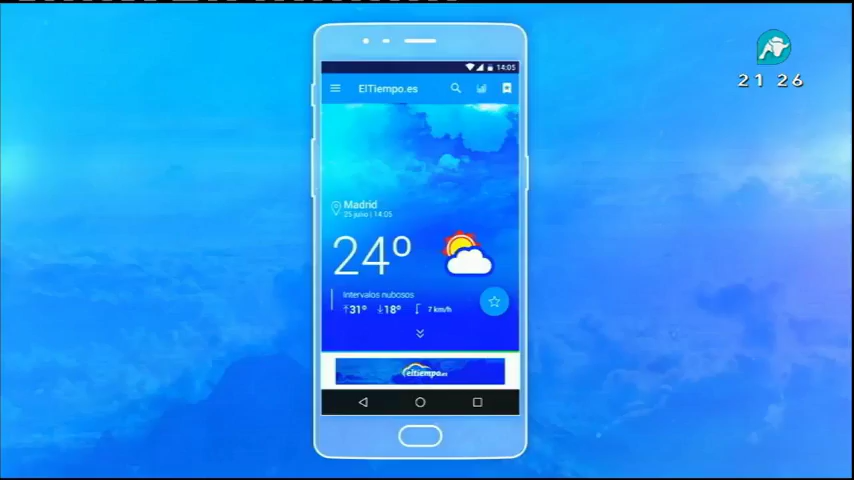 21 26
14:05
ElTiempo.es
Madrid
25 julio | 14:05
24º
Intervalos nubosos
31º 18º 7 km/h
eltiempo.es